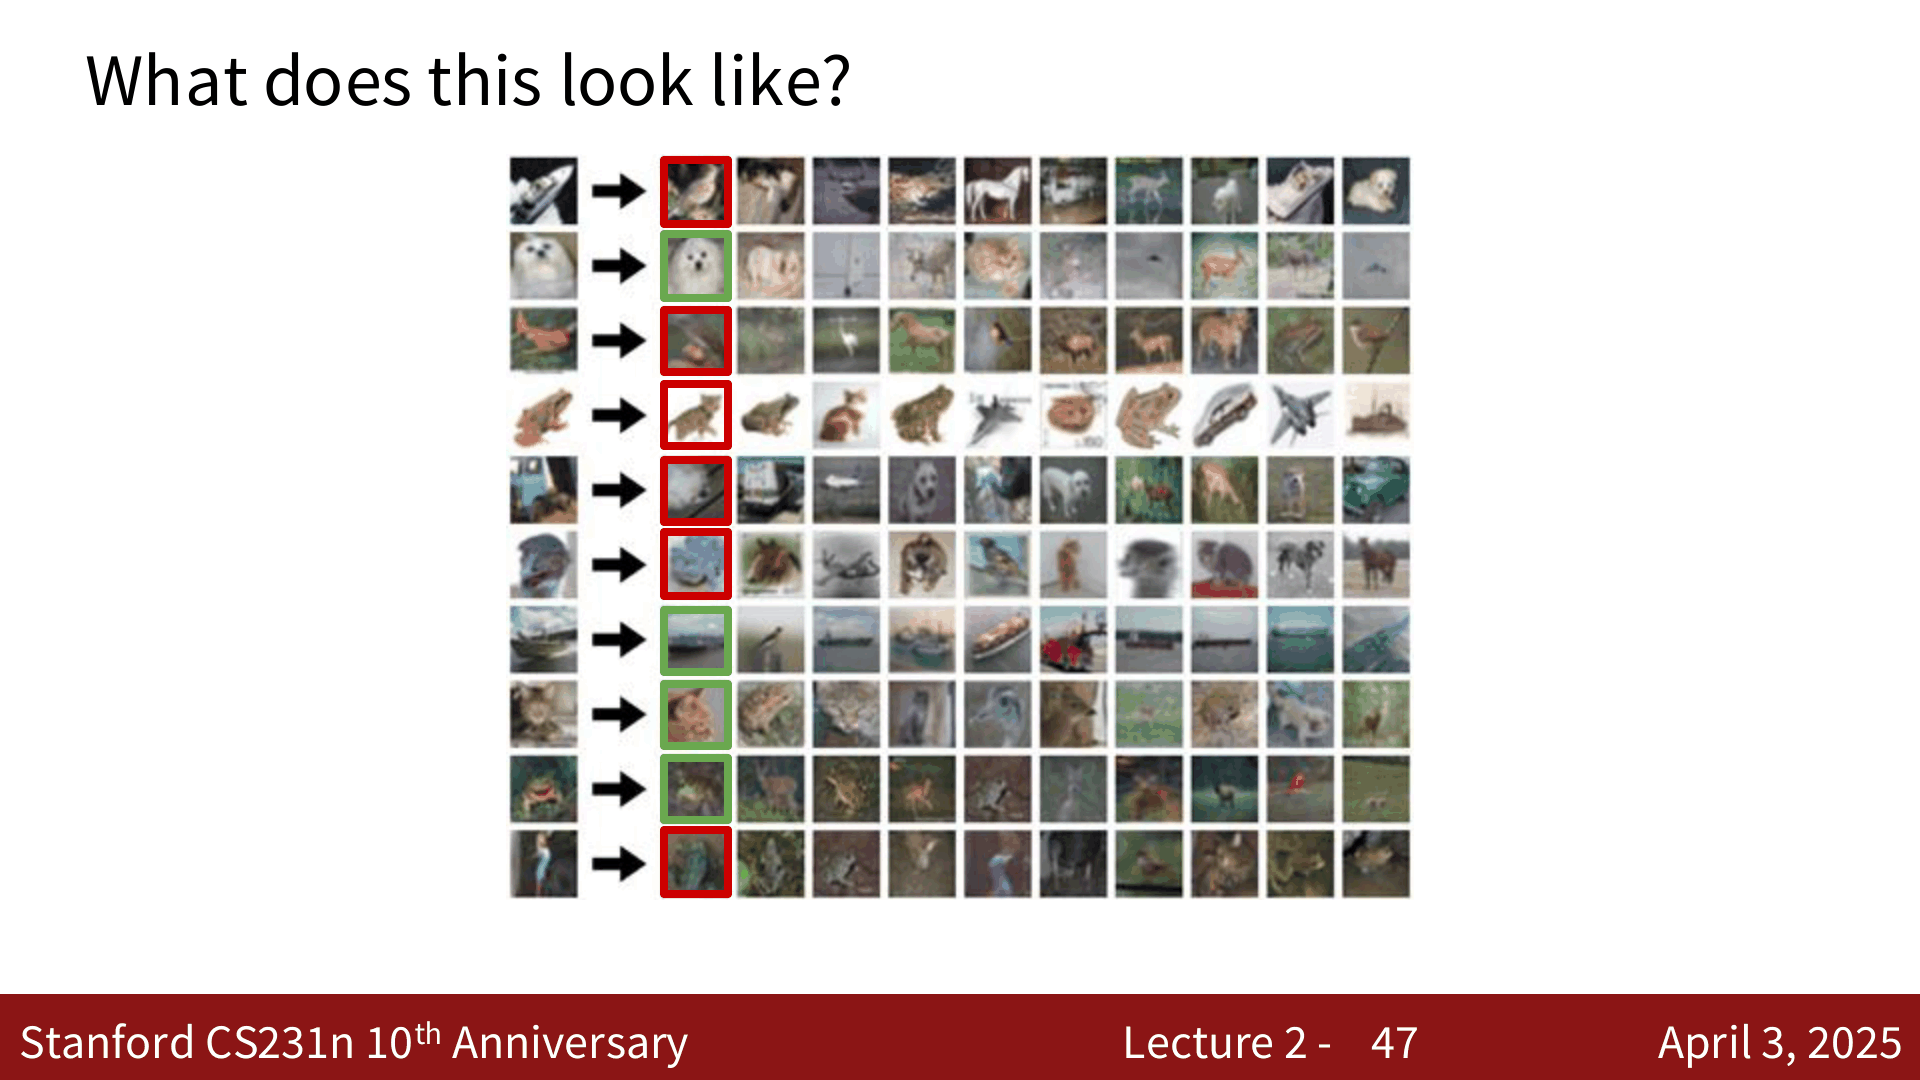 What does this look like?
Stanford CS231n 10th Anniversary
Lecture 2 - 47
April 3, 2025